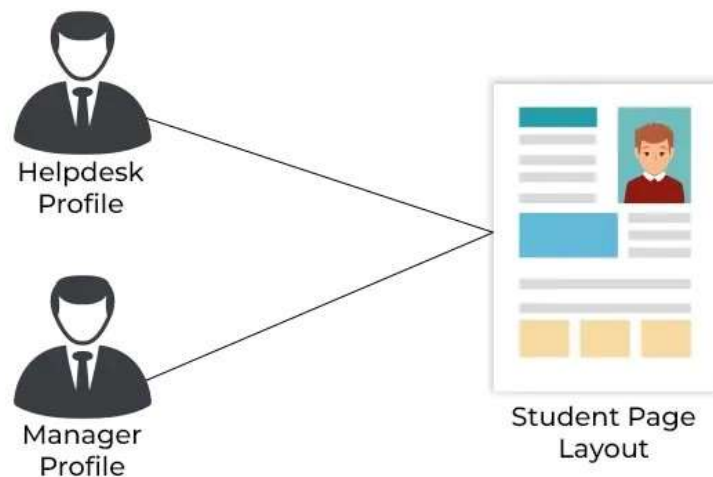 Helpdesk
Profile
Manager
Profile
Student Page
Layout